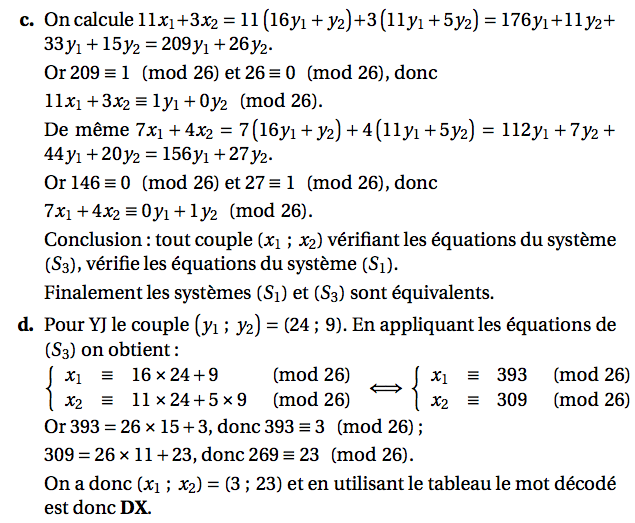 c. On calcule 11x₁+3x₂ = 11(16y₁ + y₂)+3(11y₁ +5y₂) = 176y₁+11y₂+
33y₁ + 15y₂ = 209y₁ + 26y₂.
Or 209 ≡ 1 (mod 26) et 26 ≡ 0 (mod 26), donc
11x₁ + 3x₂ ≡ 1y₁ + 0y₂ (mod 26).
De même 7x₁ + 4x₂ = 7(16y₁ + y₂) + 4(11y₁ + 5y₂) = 112y₁ + 7y₂ +
44y₁ + 20y₂ = 156y₁ + 27y₂.
Or 146 ≡ 0 (mod 26) et 27 ≡ 1 (mod 26), donc
7x₁ + 4x₂ ≡ 0y₁ + 1y₂ (mod 26).
Conclusion : tout couple (x₁ ; x₂) vérifiant les équations du système
(S₃), vérifie les équations du système (S₁).
Finalement les systèmes (S₁) et (S₃) sont équivalents.
d. Pour YJ le couple (y₁ ; y₂) = (24 ; 9). En appliquant les équations de
(S₃) on obtient :
{ x₁ ≡ 16 × 24 + 9 (mod 26) ⟺ { x₁ ≡ 393 (mod 26)
x₂ ≡ 11 × 24 + 5 × 9 (mod 26) x₂ ≡ 309 (mod 26)
Or 393 = 26 × 15 + 3, donc 393 ≡ 3 (mod 26) ;
309 = 26 × 11 + 23, donc 269 ≡ 23 (mod 26).
On a donc (x₁ ; x₂) = (3 ; 23) et en utilisant le tableau le mot décodé
est donc DX.